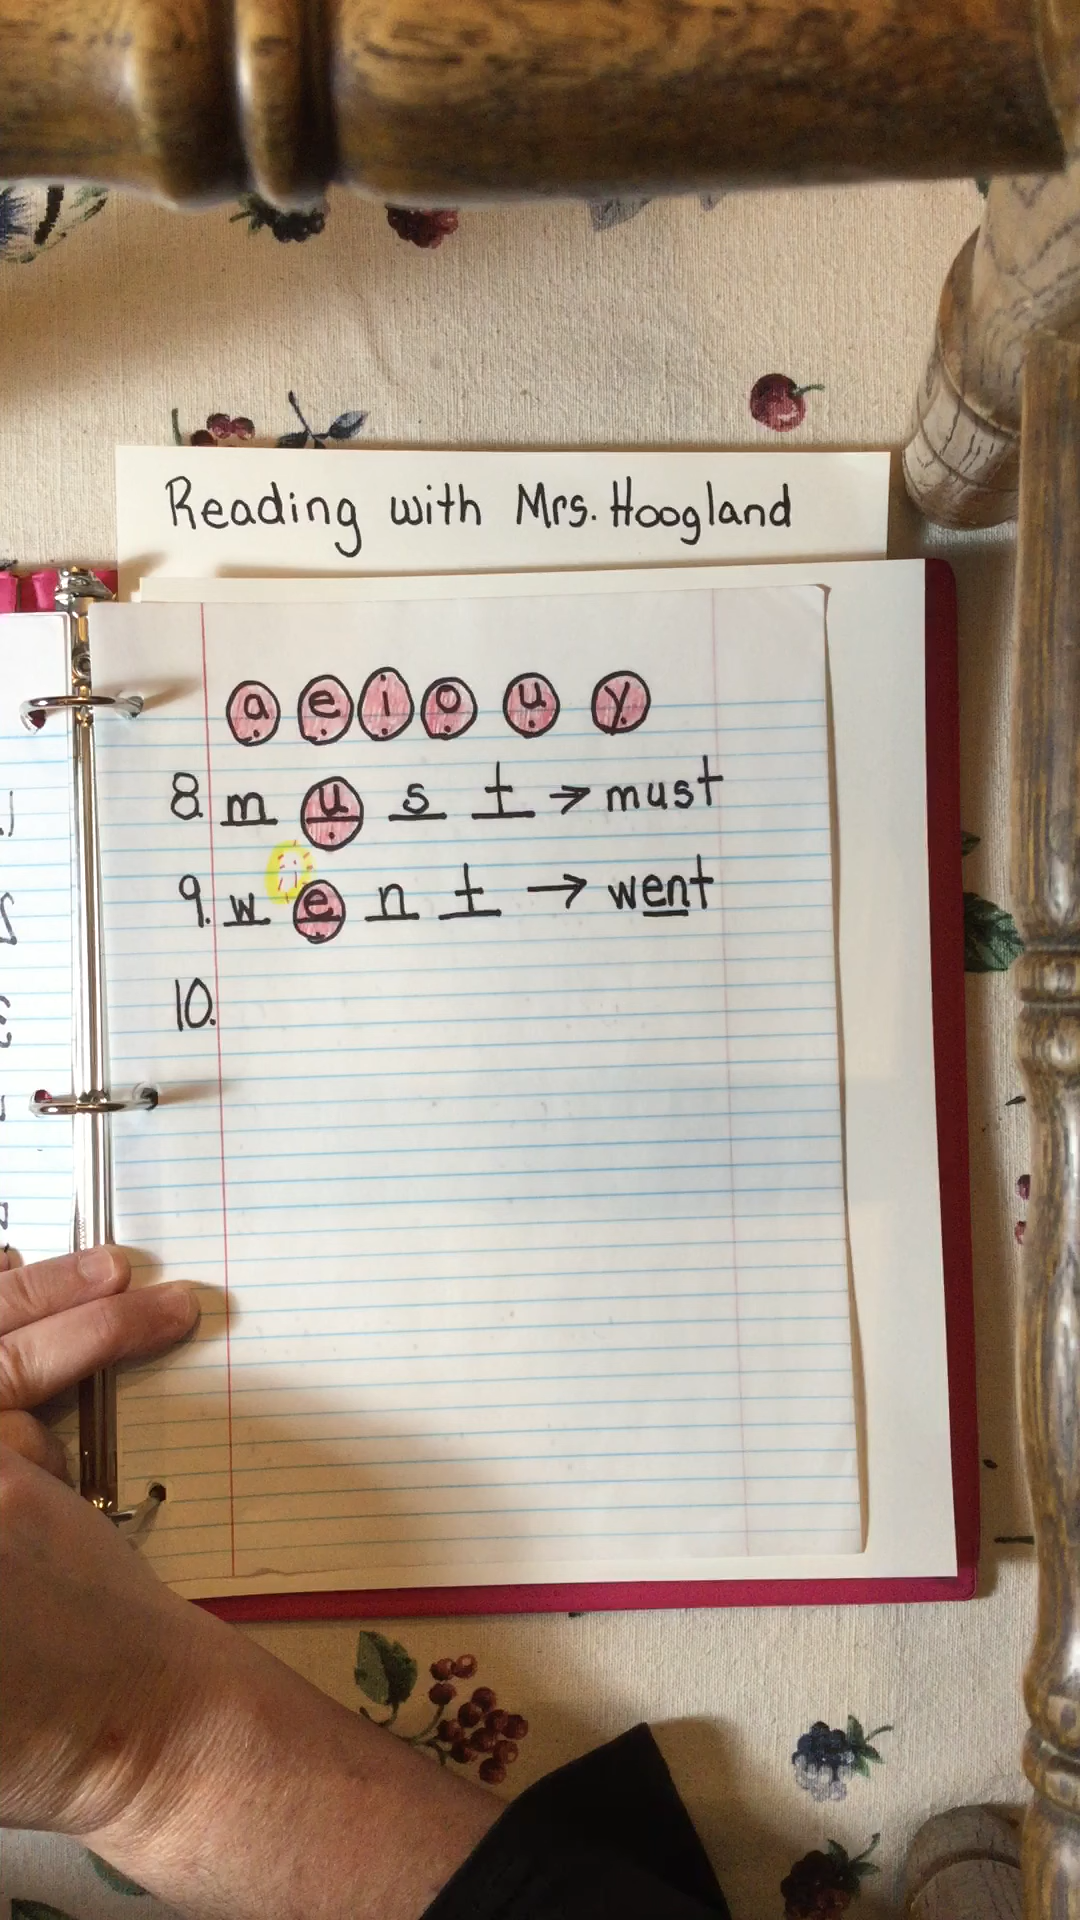 Reading with Mrs. Hoogland
a e i o u y
8. m u s t → must
i
9. w e n t → went
10.